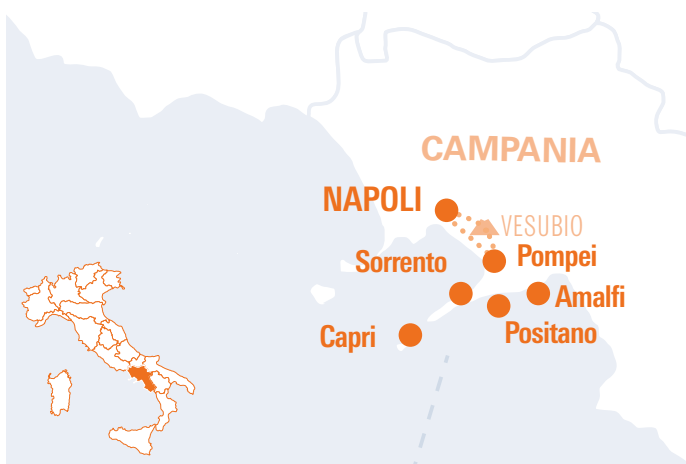 CAMPANIA
NAPOLI
VESUBIO
Pompei
Sorrento
Amalfi
Positano
Capri